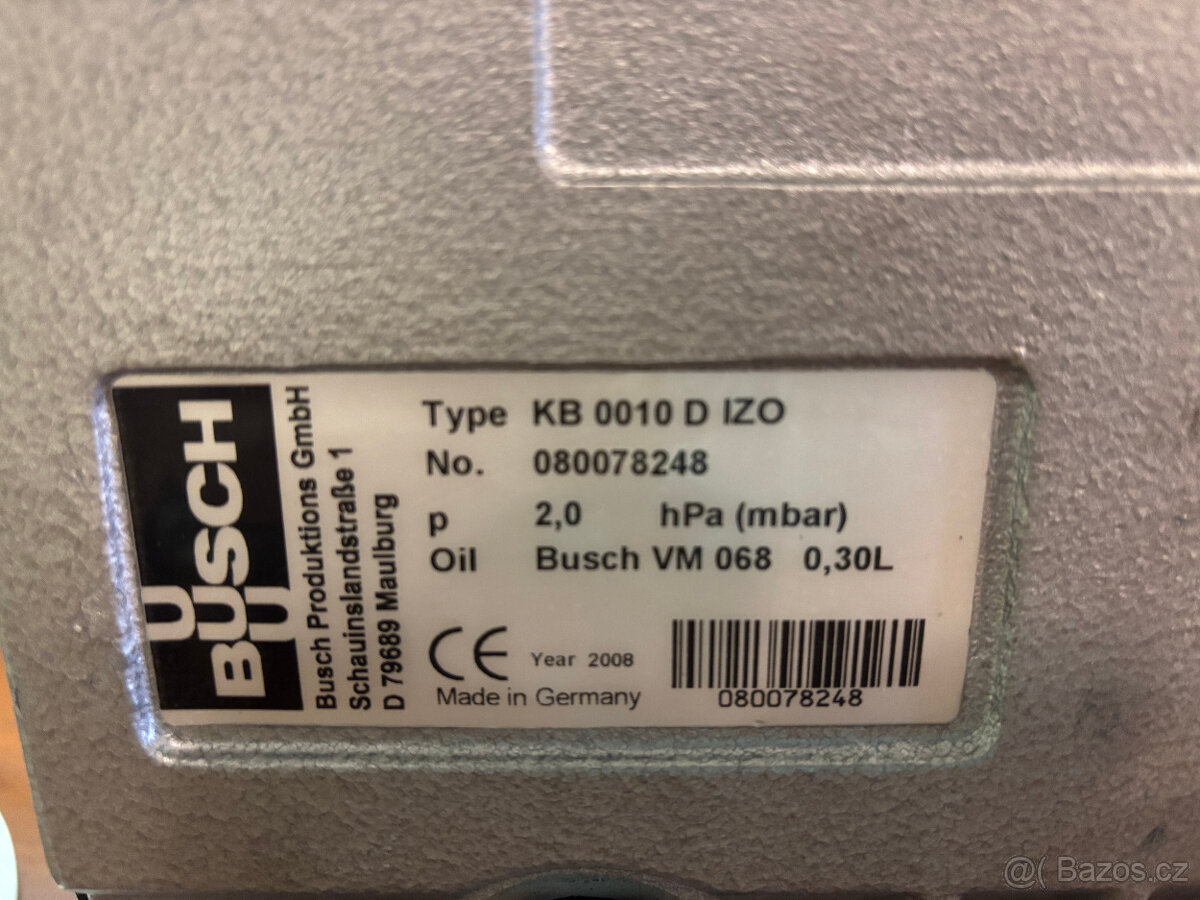 U
BUSCH
U
Busch Produktions GmbH
Schauinslandstraße 1
D 79689 Maulburg
Type KB 0010 D IZO
No. 080078248
p 2,0 hPa (mbar)
Oil Busch VM 068 0,30L
CE Year 2008
Made in Germany
080078248
@( Bazos.cz